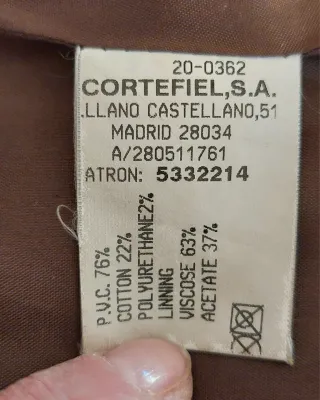 20-0362
CORTEFIEL,S.A.
.LLANO CASTELLANO,51
MADRID 28034
A/280511761
ATRON: 5332214
P.V.C. 76%
COTTON 22%
POLYURETHANE2%
LINNING
VISCOSE 63%
ACETATE 37%